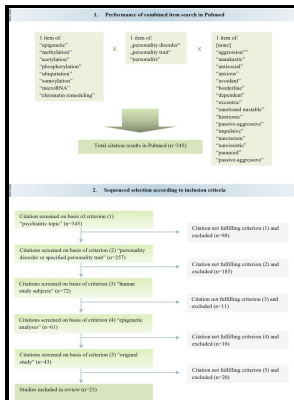 1. Performance of combined item search in Pubmed
1 item of:
"epigenetic"
"methylation"
"acetylation"
"phosphorylation"
"ubiquitation"
"sumoylation"
"microRNA"
"chromatin remodeling"
X
1 item of:
„personality disorder"
„personality trait"
"personality"
X
1 item of:
[none]
"aggression""
"anankastic"
"antisocial"
"anxious"
"avoidant"
"borderline"
"dependent"
"excentric"
"emotional unstable"
"histrionic"
"passive-aggressive"
"impulsive"
"narcissism"
"narcissistic"
"paranoid"
"passive-aggressive"
Total citation results in Pubmed (n=345)
2. Sequenced selection according to inclusion criteria
Citation screened on basis of criterion (1)
"psychiatric topic" (n=345)
Citation not fulfilling criterion (1) and
excluded (n=88)
Citations screened on basis of criterion (2) "personality
disorder or specified personality trait" (n=257)
Citation not fulfilling criterion (2) and
excluded (n=185)
Citations screened on basis of criterion (3) "human
study subjects" (n=72)
Citation not fulfilling criterion (3) and
excluded (n=11)
Citations screened on basis of criterion (4) "epigenetic
analyses" (n=61)
Citation not fulfilling criterion (4) and
excluded (n=18)
Citations screened on basis of criterion (5) "original
study" (n=43)
Citation not fulfilling criterion (5) and
excluded (n=20)
Studies included in review (n=23)